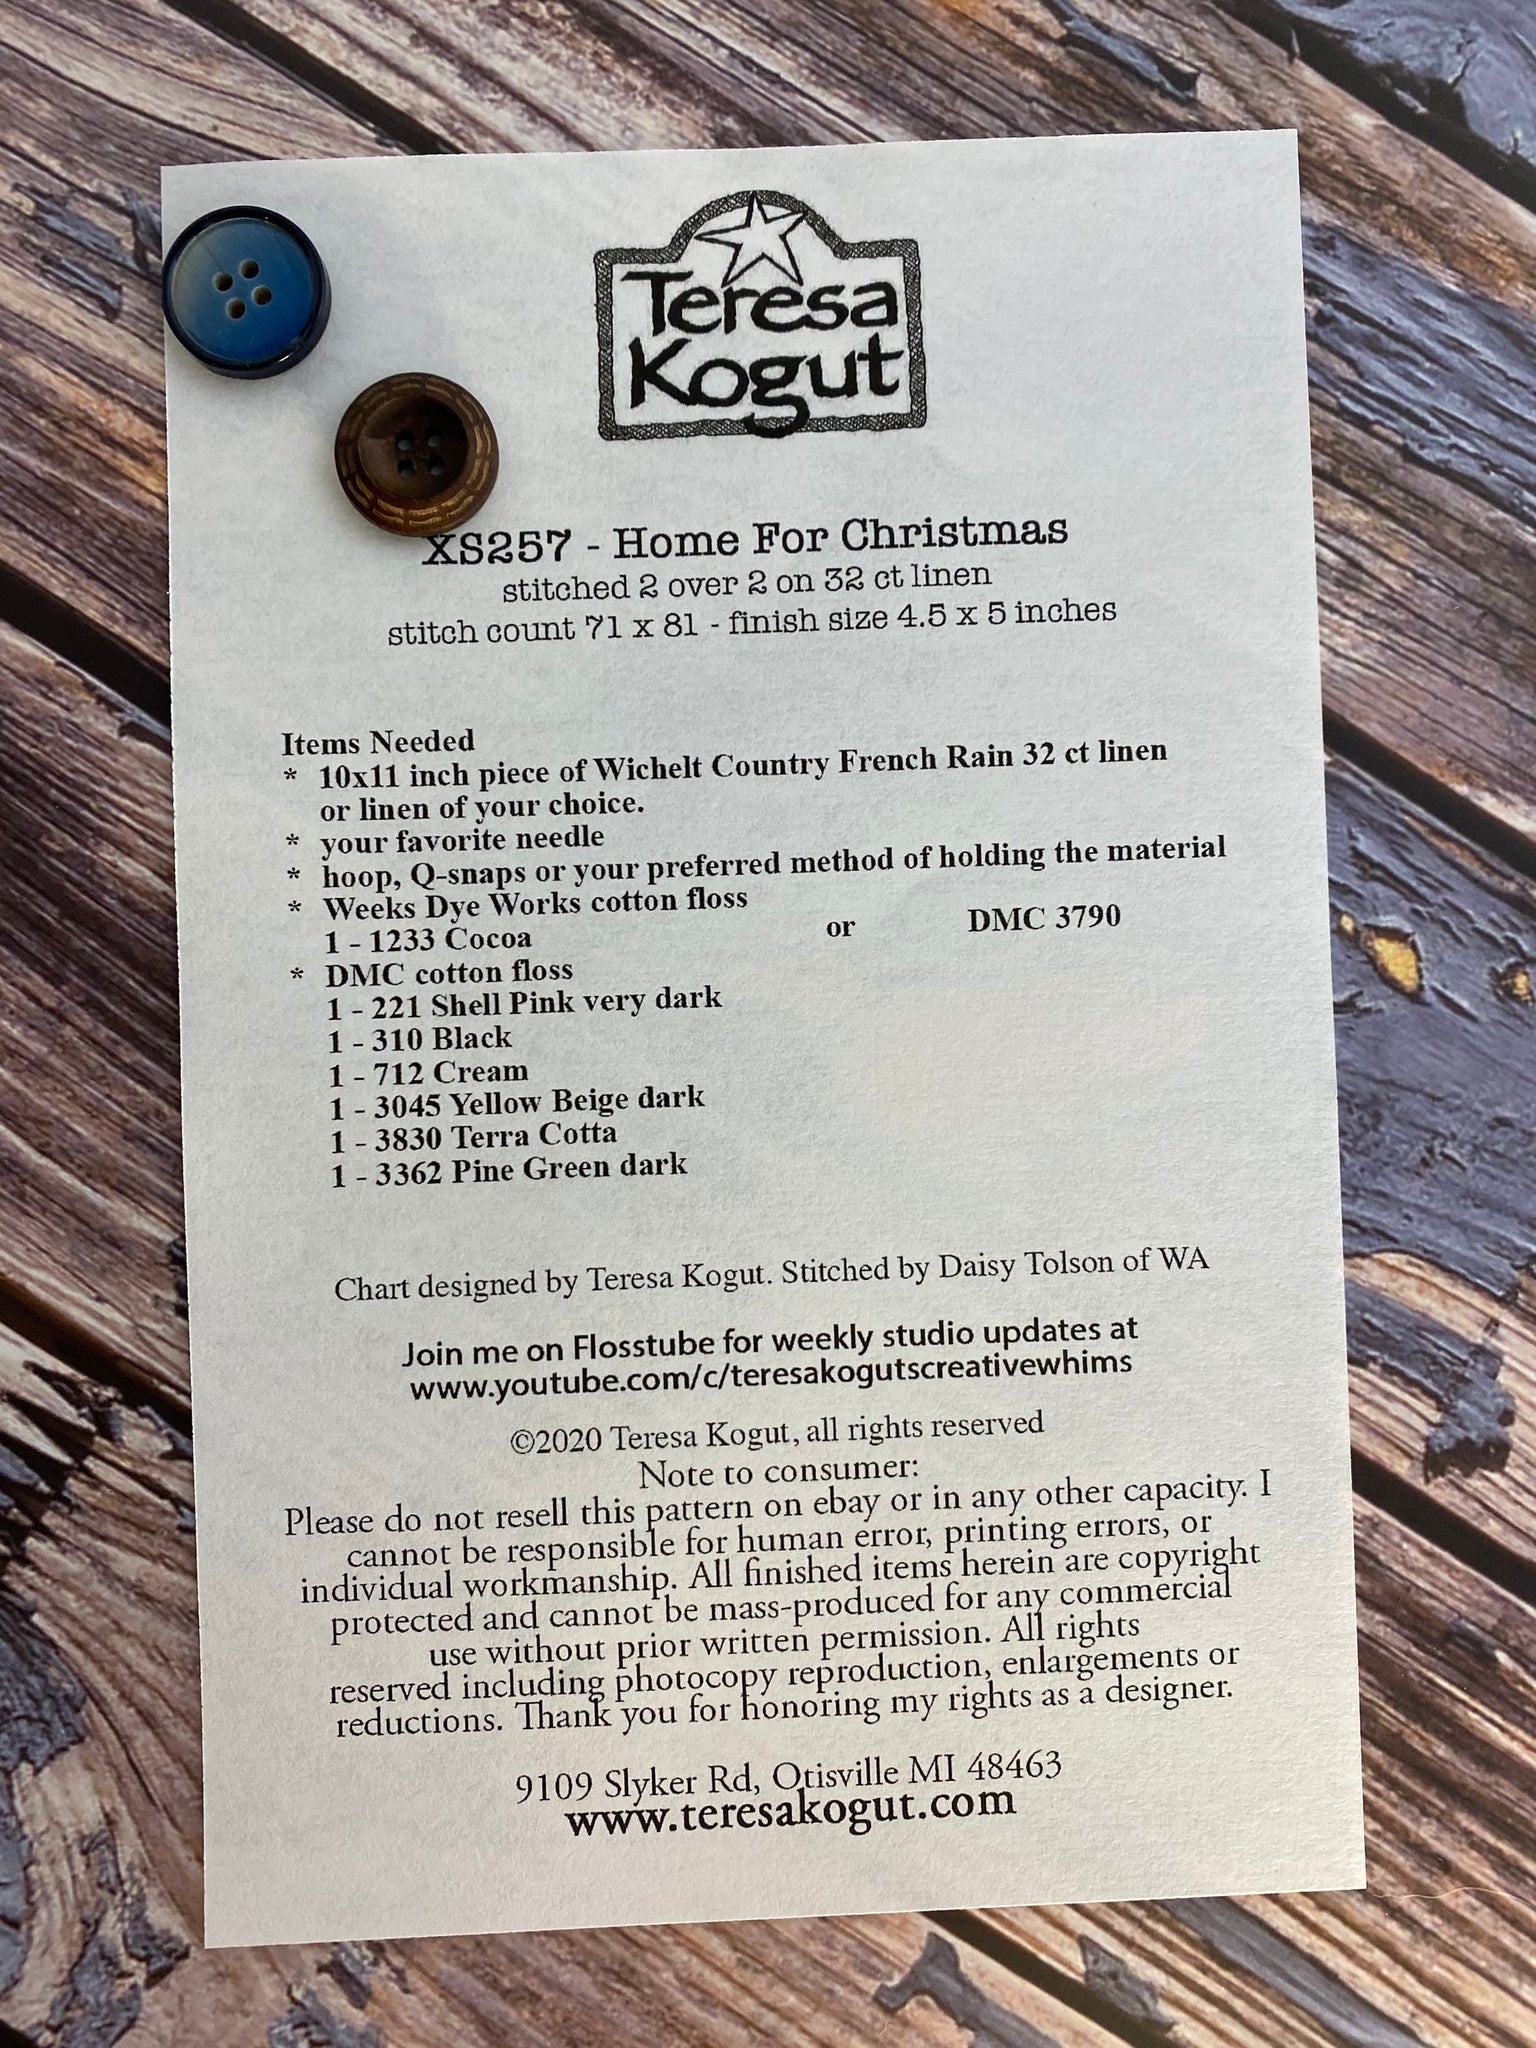 Teresa
Kogut
XS257 - Home For Christmas
stitched 2 over 2 on 32 ct linen
stitch count 71 x 81 - finish size 4.5 x 5 inches
Items Needed
* 10x11 inch piece of Wichelt Country French Rain 32 ct linen
or linen of your choice.
* your favorite needle
* hoop, Q-snaps or your preferred method of holding the material
* Weeks Dye Works cotton floss
1 - 1233 Cocoa or DMC 3790
* DMC cotton floss
1 - 221 Shell Pink very dark
1 - 310 Black
1 - 712 Cream
1 - 3045 Yellow Beige dark
1 - 3830 Terra Cotta
1 - 3362 Pine Green dark
Chart designed by Teresa Kogut. Stitched by Daisy Tolson of WA
Join me on Flosstube for weekly studio updates at
www.youtube.com/c/teresakogutscreativewhims
©2020 Teresa Kogut, all rights reserved
Note to consumer:
Please do not resell this pattern on ebay or in any other capacity. I
cannot be responsible for human error, printing errors, or
individual workmanship. All finished items herein are copyright
protected and cannot be mass-produced for any commercial
use without prior written permission. All rights
reserved including photocopy reproduction, enlargements or
reductions. Thank you for honoring my rights as a designer.
9109 Slyker Rd, Otisville MI 48463
www.teresakogut.com